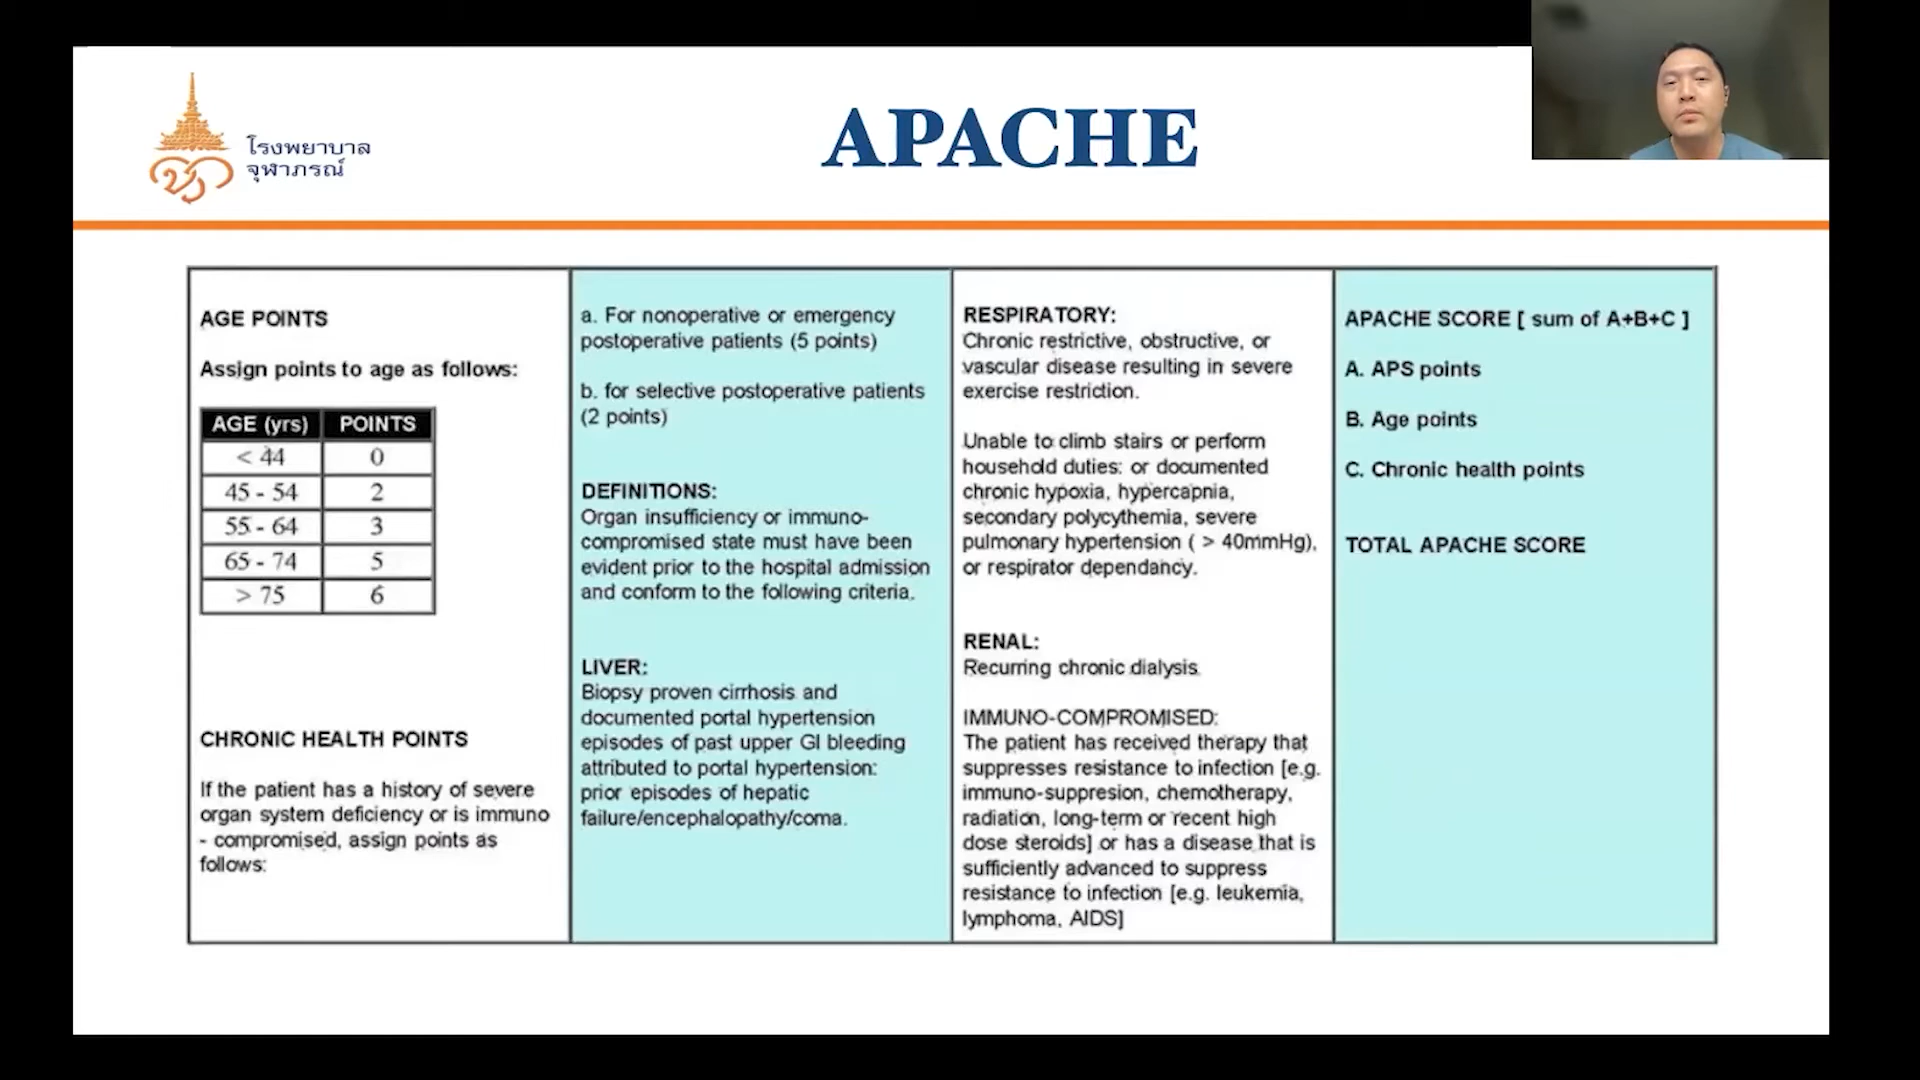 โรงพยาบาล
จุฬาภรณ์
APACHE
AGE POINTS
Assign points to age as follows:
AGE (yrs) POINTS
< 44 0
45 - 54 2
55 - 64 3
65 - 74 5
> 75 6
CHRONIC HEALTH POINTS
If the patient has a history of severe
organ system deficiency or is immuno
- compromised, assign points as
follows:
a. For nonoperative or emergency
postoperative patients (5 points)
b. for selective postoperative patients
(2 points)
DEFINITIONS:
Organ insufficiency or immuno-
compromised state must have been
evident prior to the hospital admission
and conform to the following criteria.
LIVER:
Biopsy proven cirrhosis and
documented portal hypertension
episodes of past upper GI bleeding
attributed to portal hypertension:
prior episodes of hepatic
failure/encephalopathy/coma.
RESPIRATORY:
Chronic restrictive, obstructive, or
vascular disease resulting in severe
exercise restriction.
Unable to climb stairs or perform
household duties: or documented
chronic hypoxia, hypercapnia,
secondary polycythemia, severe
pulmonary hypertension ( > 40mmHg),
or respirator dependancy.
RENAL:
Recurring chronic dialysis.
IMMUNO-COMPROMISED:
The patient has received therapy that
suppresses resistance to infection [e.g.
immuno-suppresion, chemotherapy,
radiation, long-term or recent high
dose steroids] or has a disease that is
sufficiently advanced to suppress
resistance to infection [e.g. leukemia,
lymphoma, AIDS]
APACHE SCORE [ sum of A+B+C ]
A. APS points
B. Age points
C. Chronic health points
TOTAL APACHE SCORE